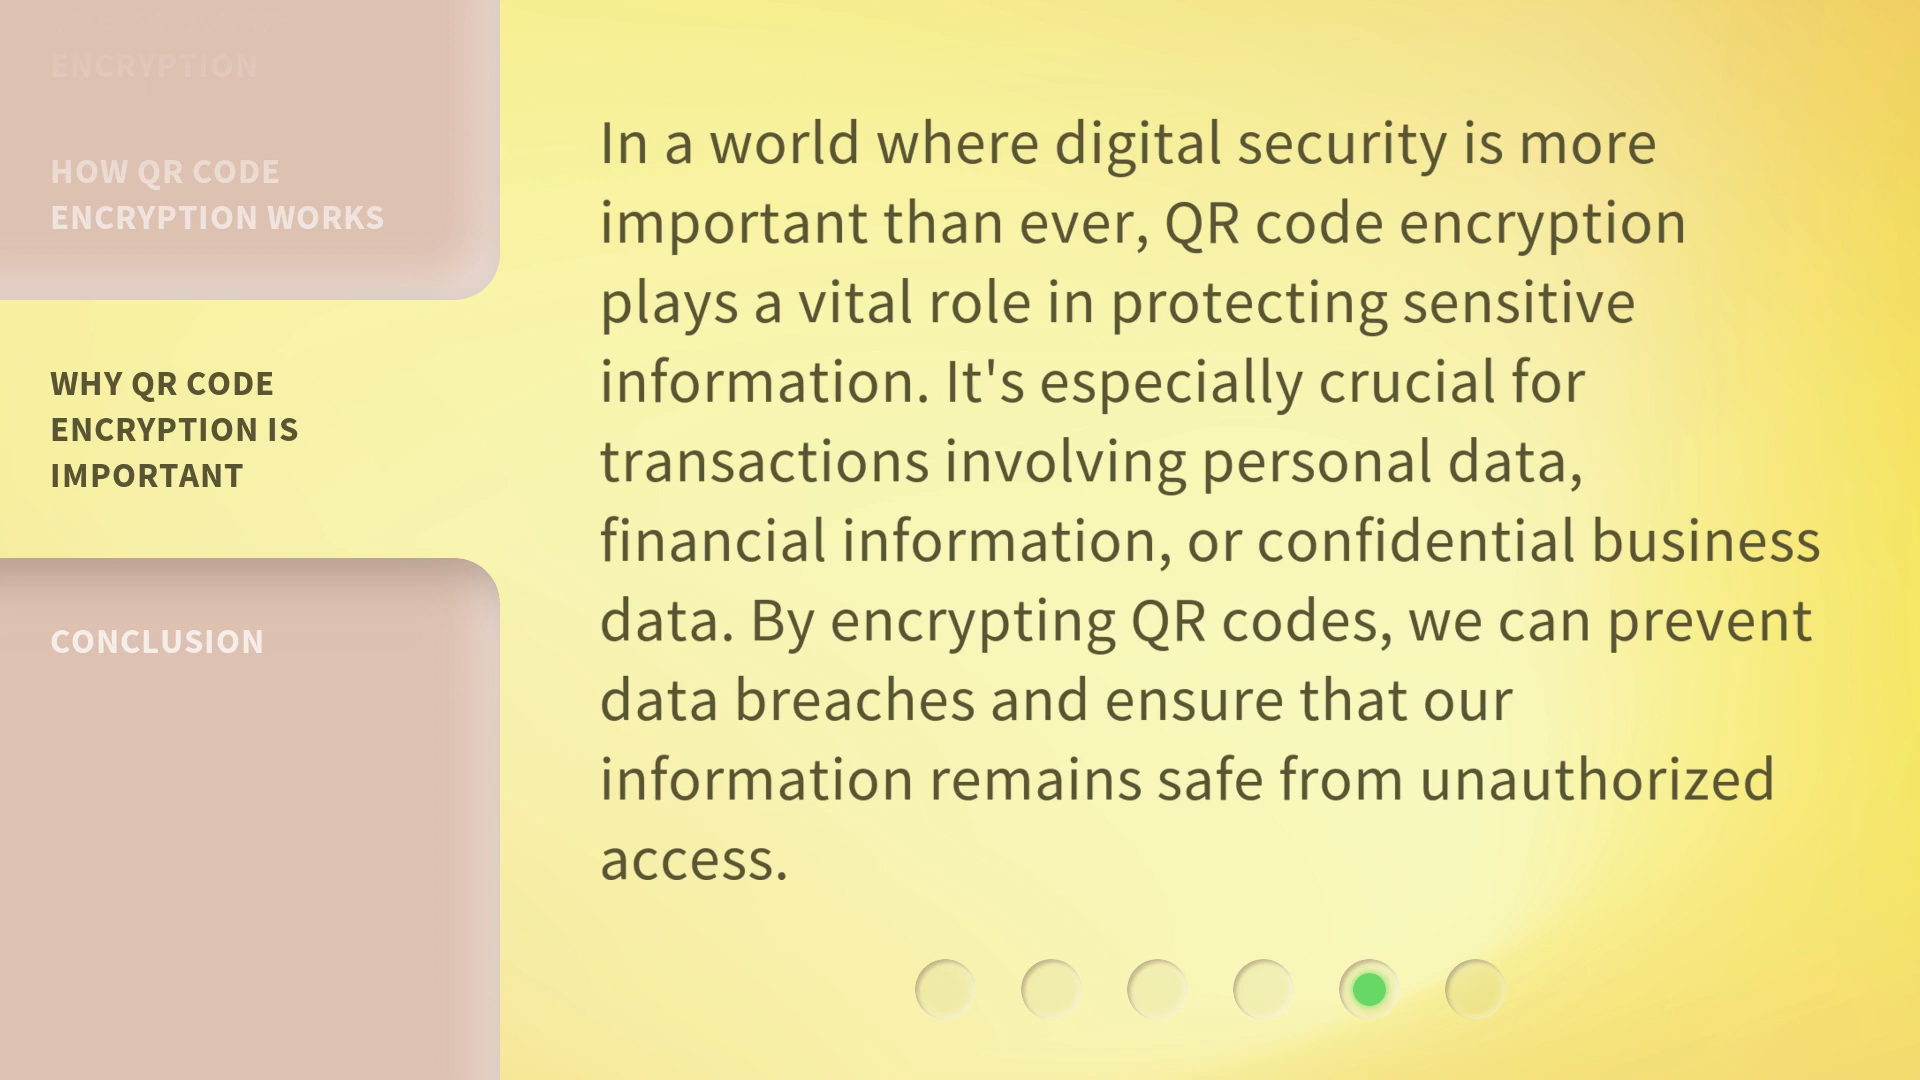 ENCRYPTION
HOW QR CODE
ENCRYPTION WORKS
WHY QR CODE
ENCRYPTION IS
IMPORTANT
CONCLUSION
In a world where digital security is more
important than ever, QR code encryption
plays a vital role in protecting sensitive
information. It's especially crucial for
transactions involving personal data,
financial information, or confidential business
data. By encrypting QR codes, we can prevent
data breaches and ensure that our
information remains safe from unauthorized
access.